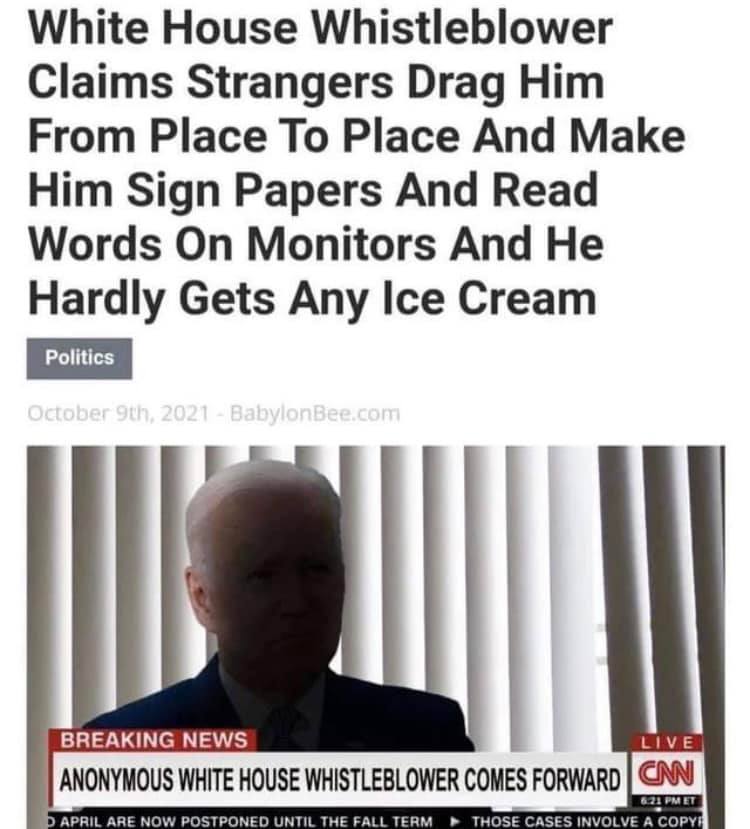 White House Whistleblower
Claims Strangers Drag Him
From Place To Place And Make
Him Sign Papers And Read
Words On Monitors And He
Hardly Gets Any Ice Cream
Politics
October 9th, 2021 - BabylonBee.com
BREAKING NEWS
LIVE
ANONYMOUS WHITE HOUSE WHISTLEBLOWER COMES FORWARD
CNN
6:21 PM ET
D APRIL ARE NOW POSTPONED UNTIL THE FALL TERM ► THOSE CASES INVOLVE A COPY